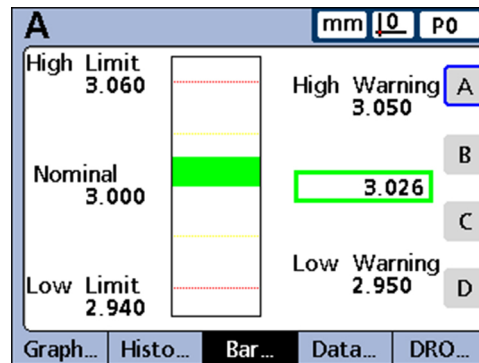 A mm 0 P0
High Limit
3.060
High Warning
3.050
A
B
Nominal
3.000
3.026
C
Low Warning
2.950
Low Limit
2.940
D
Graph... Histo... Bar... Data... DRO...